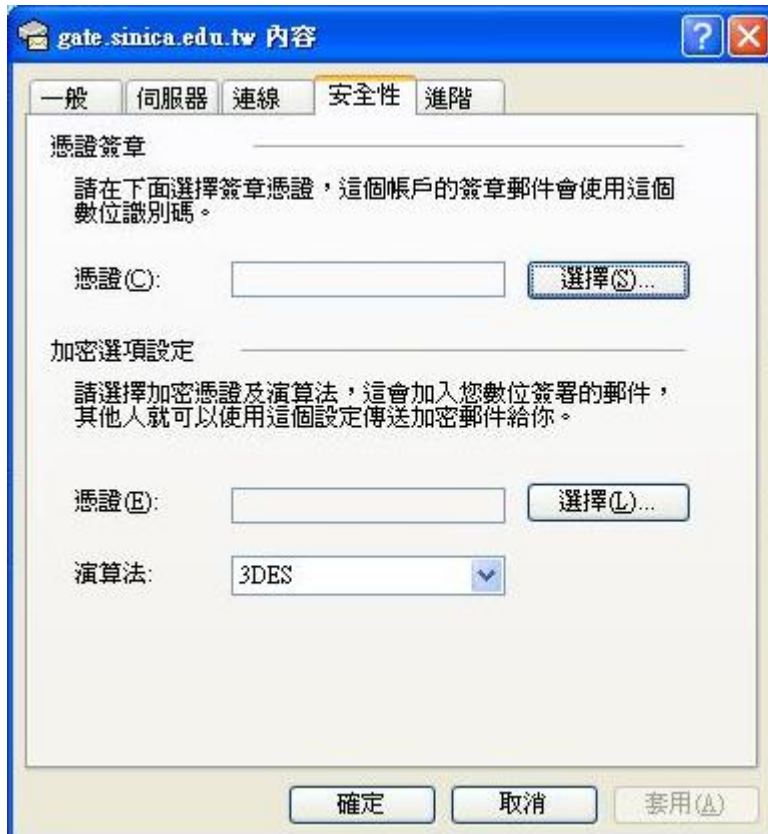 gate.sinica.edu.tw 內容
一般 伺服器 連線 安全性 進階
憑證簽章
請在下面選擇簽章憑證，這個帳戶的簽章郵件會使用這個
數位識別碼。
憑證(C): 選擇(S)...
加密選項設定
請選擇加密憑證及演算法，這會加入您數位簽署的郵件，
其他人就可以使用這個設定傳送加密郵件給你。
憑證(E): 選擇(L)...
演算法: 3DES
確定 取消 套用(A)